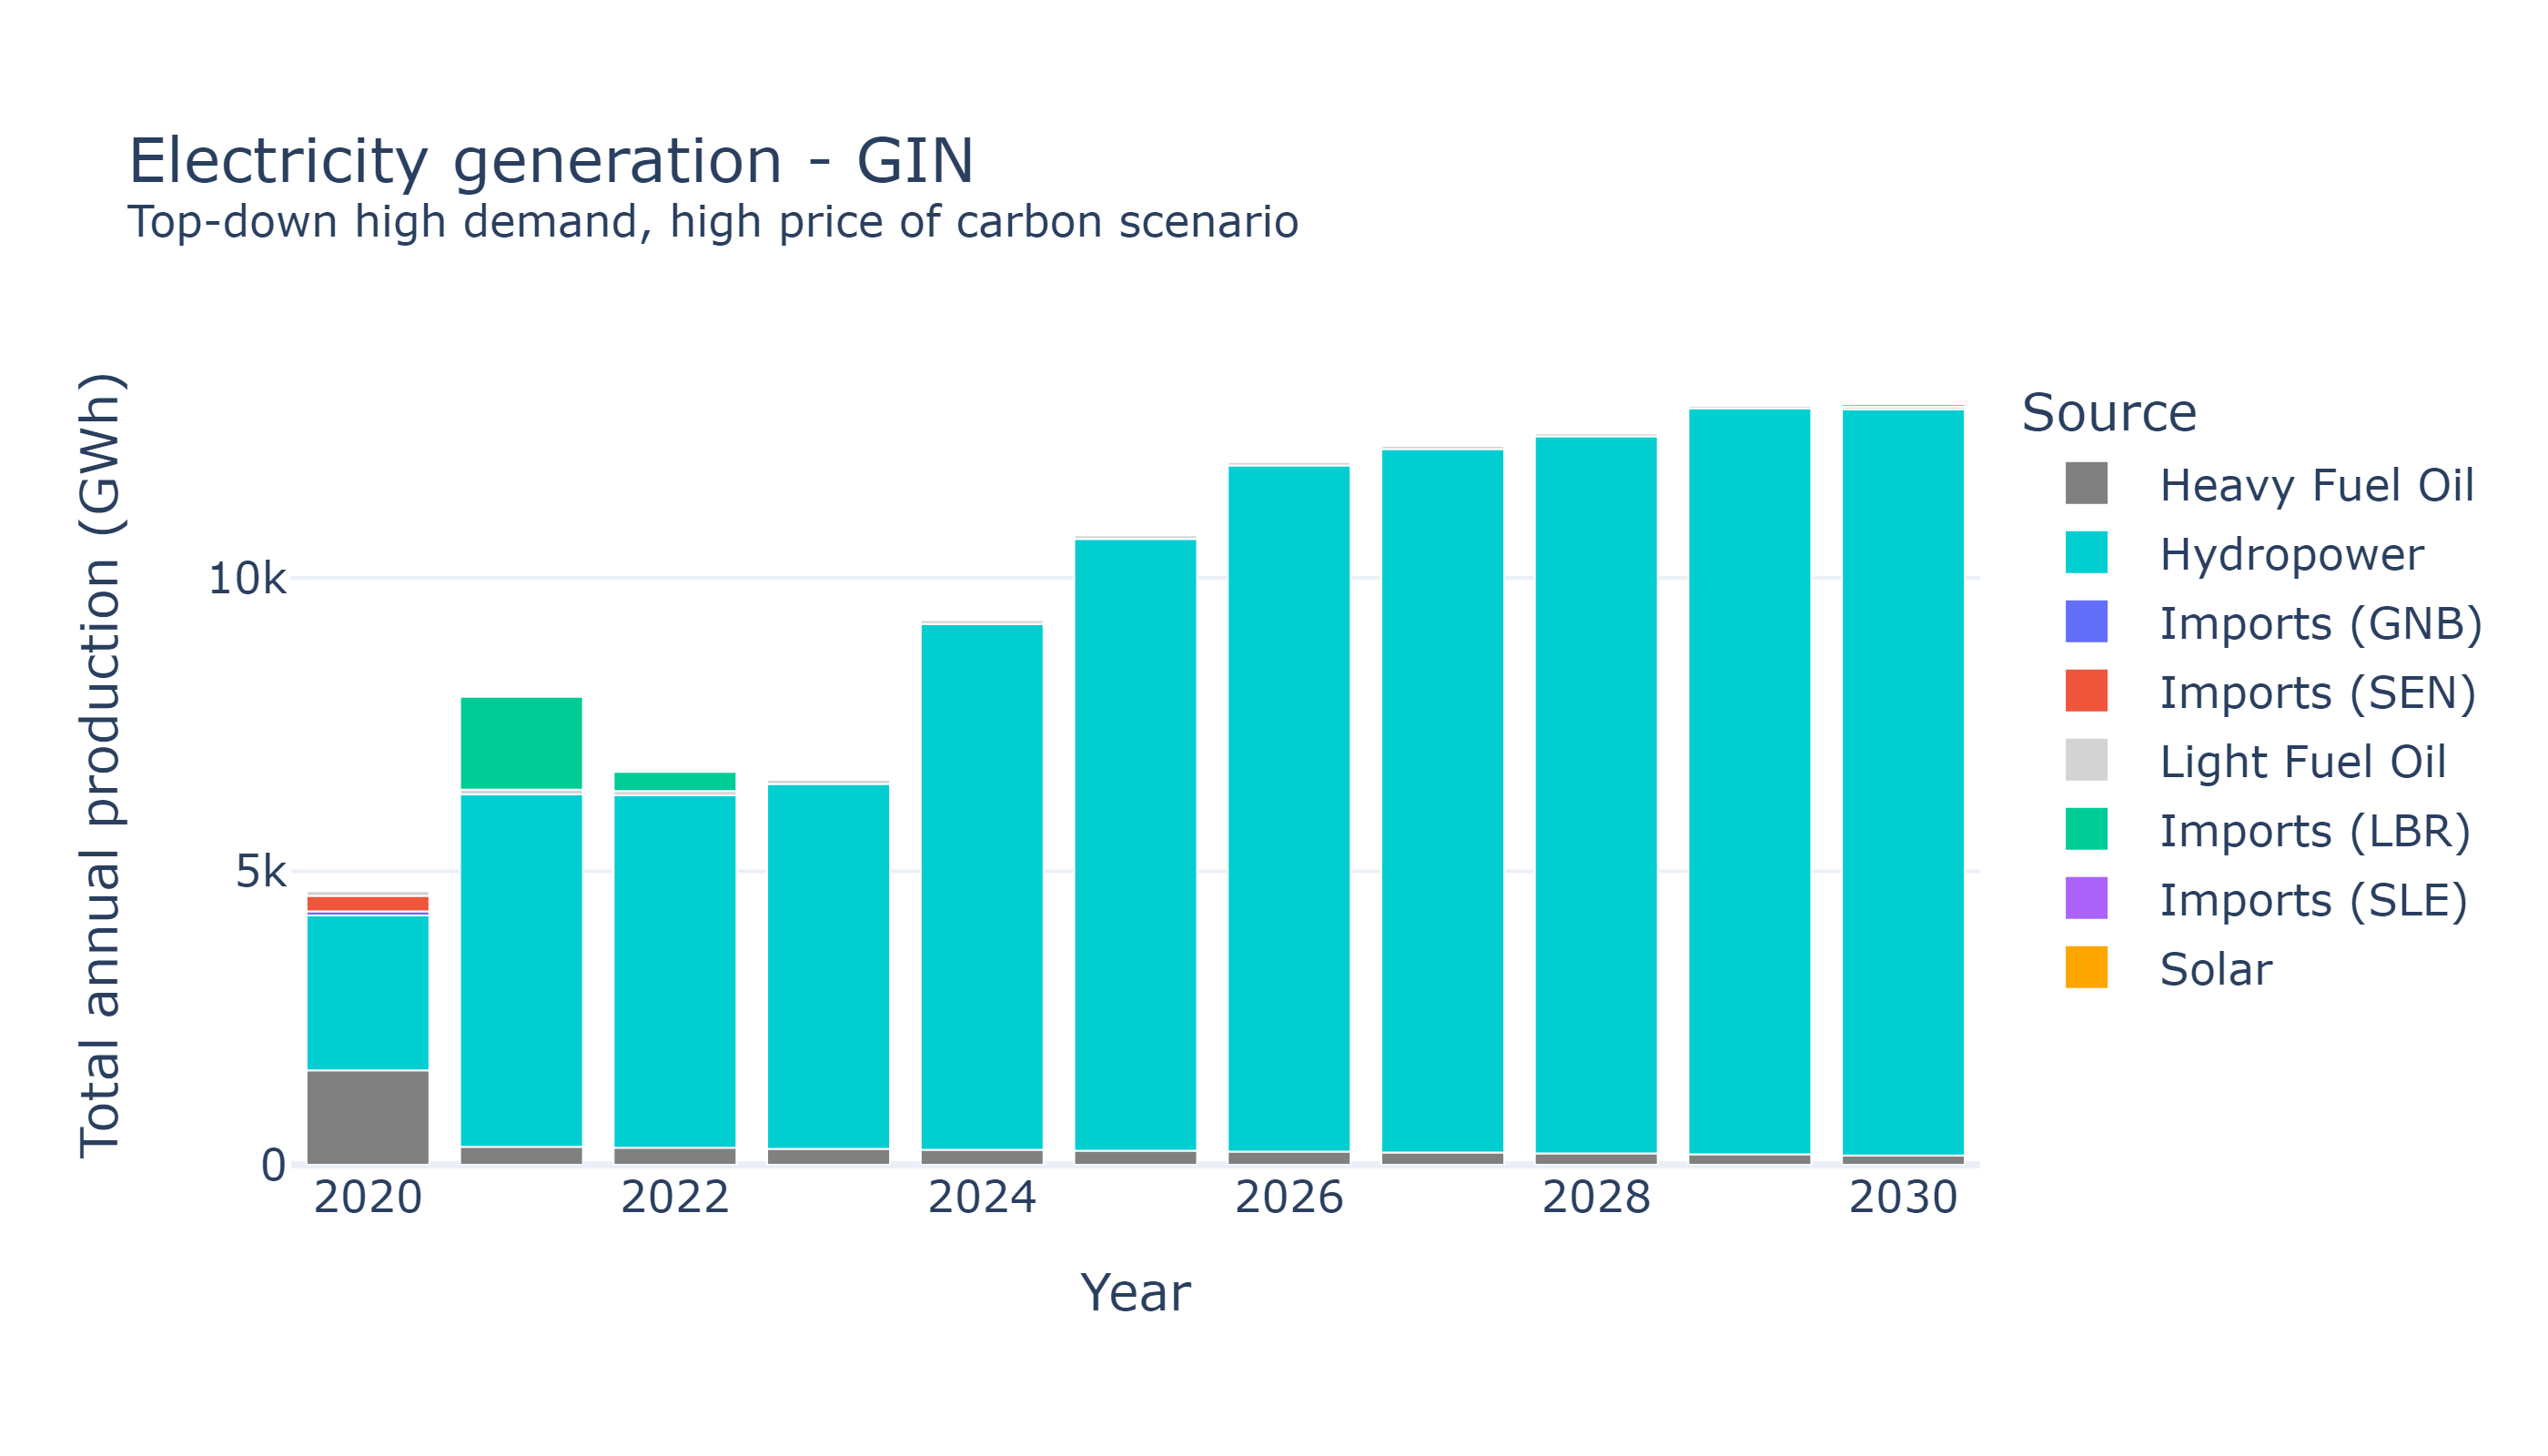 Electricity generation - GIN
Top-down high demand, high price of carbon scenario
Total annual production (GWh)
10k
5k
0
2020
2022
2024
2026
2028
2030
Year
Source
Heavy Fuel Oil
Hydropower
Imports (GNB)
Imports (SEN)
Light Fuel Oil
Imports (LBR)
Imports (SLE)
Solar